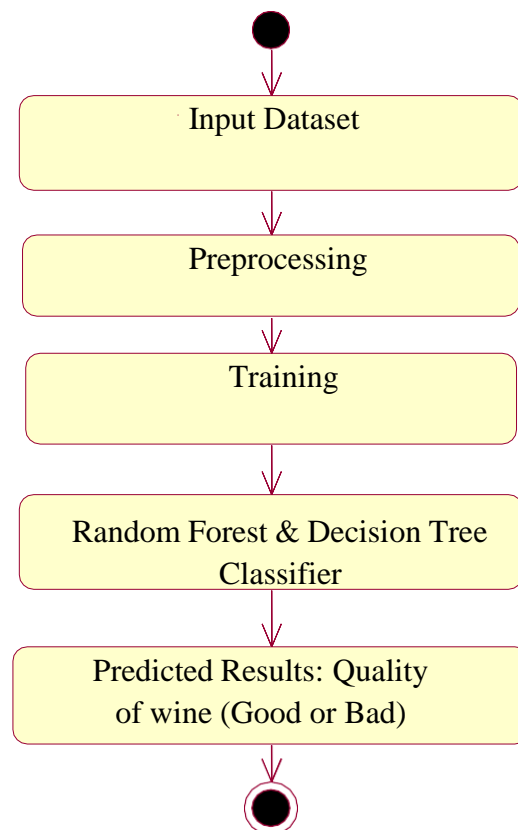 Input Dataset
Preprocessing
Training
Random Forest & Decision Tree
Classifier
Predicted Results: Quality
of wine (Good or Bad)